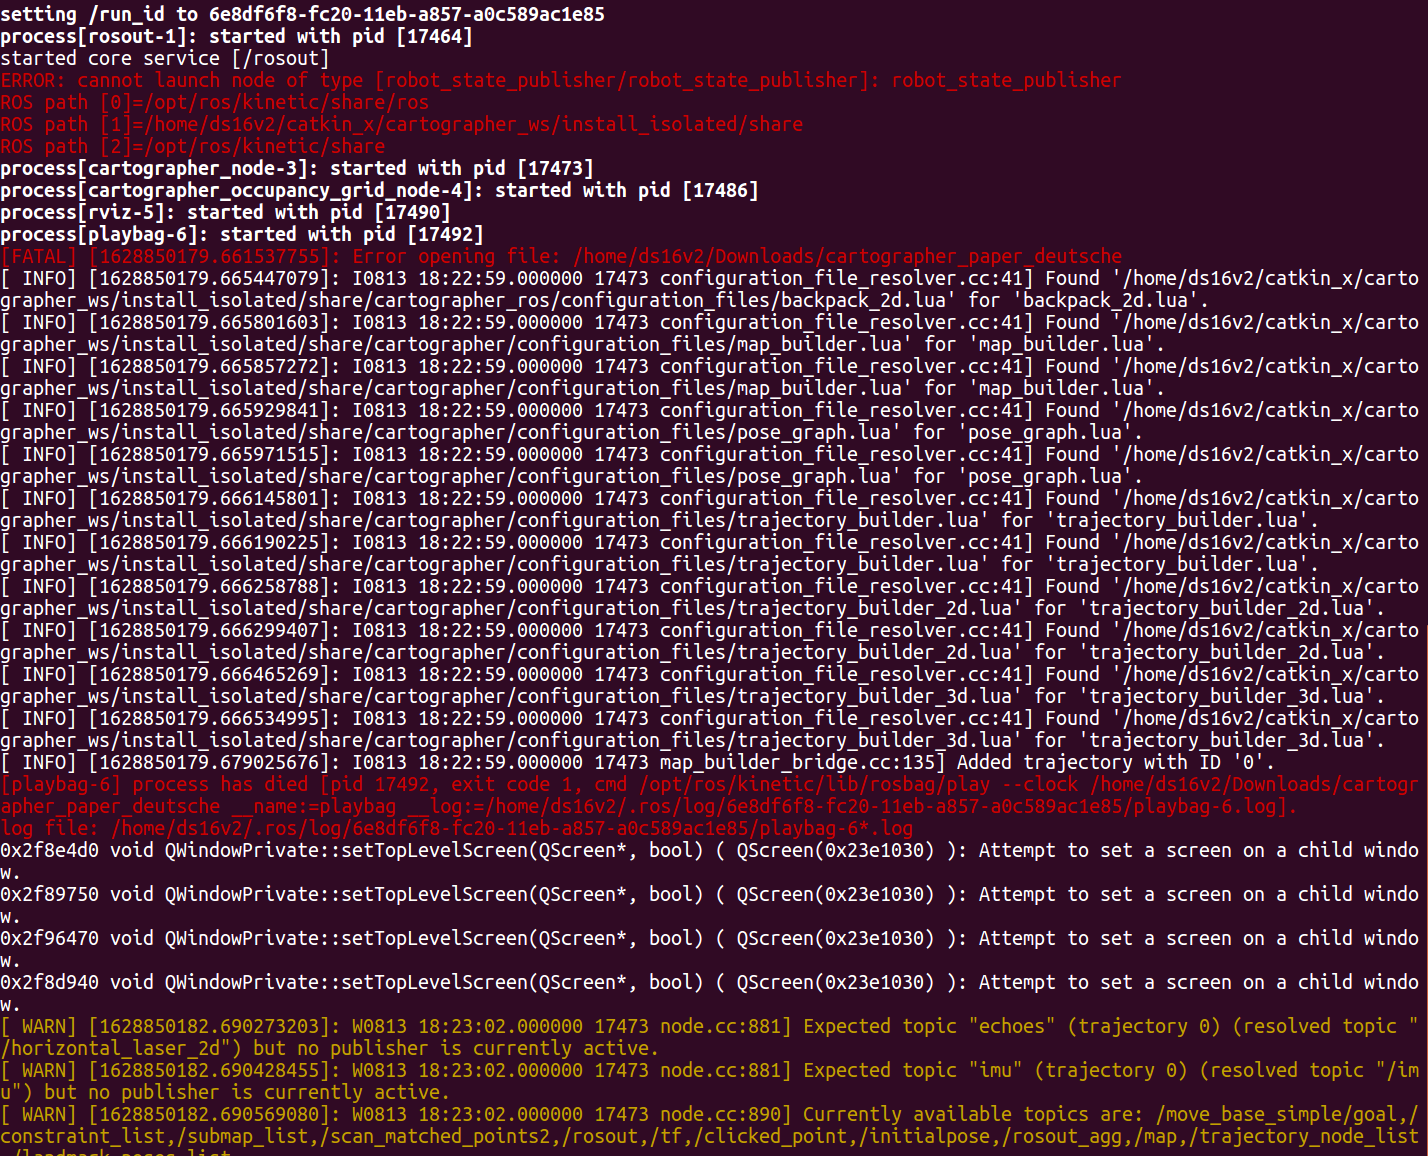 setting /run_id to 6e8df6f8-fc20-11eb-a857-a0c589ac1e85
process[rosout-1]: started with pid [17464]
started core service [/rosout]
ERROR: cannot launch node of type [robot_state_publisher/robot_state_publisher]: robot_state_publisher
ROS path [0]=/opt/ros/kinetic/share/ros
ROS path [1]=/home/ds16v2/catkin_x/cartographer_ws/install_isolated/share
ROS path [2]=/opt/ros/kinetic/share
process[cartographer_node-3]: started with pid [17473]
process[cartographer_occupancy_grid_node-4]: started with pid [17486]
process[rviz-5]: started with pid [17490]
process[playbag-6]: started with pid [17492]
[FATAL] [1628850179.661537755]: Error opening file: /home/ds16v2/Downloads/cartographer_paper_deutsche
[ INFO] [1628850179.665447079]: I0813 18:22:59.000000 17473 configuration_file_resolver.cc:41] Found '/home/ds16v2/catkin_x/carto
grapher_ws/install_isolated/share/cartographer_ros/configuration_files/backpack_2d.lua' for 'backpack_2d.lua'.
[ INFO] [1628850179.665801603]: I0813 18:22:59.000000 17473 configuration_file_resolver.cc:41] Found '/home/ds16v2/catkin_x/carto
grapher_ws/install_isolated/share/cartographer/configuration_files/map_builder.lua' for 'map_builder.lua'.
[ INFO] [1628850179.665857272]: I0813 18:22:59.000000 17473 configuration_file_resolver.cc:41] Found '/home/ds16v2/catkin_x/carto
grapher_ws/install_isolated/share/cartographer/configuration_files/map_builder.lua' for 'map_builder.lua'.
[ INFO] [1628850179.665929841]: I0813 18:22:59.000000 17473 configuration_file_resolver.cc:41] Found '/home/ds16v2/catkin_x/carto
grapher_ws/install_isolated/share/cartographer/configuration_files/pose_graph.lua' for 'pose_graph.lua'.
[ INFO] [1628850179.665971515]: I0813 18:22:59.000000 17473 configuration_file_resolver.cc:41] Found '/home/ds16v2/catkin_x/carto
grapher_ws/install_isolated/share/cartographer/configuration_files/pose_graph.lua' for 'pose_graph.lua'.
[ INFO] [1628850179.666145801]: I0813 18:22:59.000000 17473 configuration_file_resolver.cc:41] Found '/home/ds16v2/catkin_x/carto
grapher_ws/install_isolated/share/cartographer/configuration_files/trajectory_builder.lua' for 'trajectory_builder.lua'.
[ INFO] [1628850179.666190225]: I0813 18:22:59.000000 17473 configuration_file_resolver.cc:41] Found '/home/ds16v2/catkin_x/carto
grapher_ws/install_isolated/share/cartographer/configuration_files/trajectory_builder.lua' for 'trajectory_builder.lua'.
[ INFO] [1628850179.666258788]: I0813 18:22:59.000000 17473 configuration_file_resolver.cc:41] Found '/home/ds16v2/catkin_x/carto
grapher_ws/install_isolated/share/cartographer/configuration_files/trajectory_builder_2d.lua' for 'trajectory_builder_2d.lua'.
[ INFO] [1628850179.666299407]: I0813 18:22:59.000000 17473 configuration_file_resolver.cc:41] Found '/home/ds16v2/catkin_x/carto
grapher_ws/install_isolated/share/cartographer/configuration_files/trajectory_builder_2d.lua' for 'trajectory_builder_2d.lua'.
[ INFO] [1628850179.666465269]: I0813 18:22:59.000000 17473 configuration_file_resolver.cc:41] Found '/home/ds16v2/catkin_x/carto
grapher_ws/install_isolated/share/cartographer/configuration_files/trajectory_builder_3d.lua' for 'trajectory_builder_3d.lua'.
[ INFO] [1628850179.666534995]: I0813 18:22:59.000000 17473 configuration_file_resolver.cc:41] Found '/home/ds16v2/catkin_x/carto
grapher_ws/install_isolated/share/cartographer/configuration_files/trajectory_builder_3d.lua' for 'trajectory_builder_3d.lua'.
[ INFO] [1628850179.679025676]: I0813 18:22:59.000000 17473 map_builder_bridge.cc:135] Added trajectory with ID '0'.
[playbag-6] process has died [pid 17492, exit code 1, cmd /opt/ros/kinetic/lib/rosbag/play --clock /home/ds16v2/Downloads/cartogr
apher_paper_deutsche __name:=playbag __log:=/home/ds16v2/.ros/log/6e8df6f8-fc20-11eb-a857-a0c589ac1e85/playbag-6.log].
log file: /home/ds16v2/.ros/log/6e8df6f8-fc20-11eb-a857-a0c589ac1e85/playbag-6*.log
0x2f8e4d0 void QWindowPrivate::setTopLevelScreen(QScreen*, bool) ( QScreen(0x23e1030) ): Attempt to set a screen on a child windo
w.
0x2f89750 void QWindowPrivate::setTopLevelScreen(QScreen*, bool) ( QScreen(0x23e1030) ): Attempt to set a screen on a child windo
w.
0x2f96470 void QWindowPrivate::setTopLevelScreen(QScreen*, bool) ( QScreen(0x23e1030) ): Attempt to set a screen on a child windo
w.
0x2f8d940 void QWindowPrivate::setTopLevelScreen(QScreen*, bool) ( QScreen(0x23e1030) ): Attempt to set a screen on a child windo
w.
[ WARN] [1628850182.690273203]: W0813 18:23:02.000000 17473 node.cc:881] Expected topic "echoes" (trajectory 0) (resolved topic "
/horizontal_laser_2d") but no publisher is currently active.
[ WARN] [1628850182.690428455]: W0813 18:23:02.000000 17473 node.cc:881] Expected topic "imu" (trajectory 0) (resolved topic "/im
u") but no publisher is currently active.
[ WARN] [1628850182.690569080]: W0813 18:23:02.000000 17473 node.cc:890] Currently available topics are: /move_base_simple/goal,/
constraint_list,/submap_list,/scan_matched_points2,/rosout,/tf,/clicked_point,/initialpose,/rosout_agg,/map,/trajectory_node_list